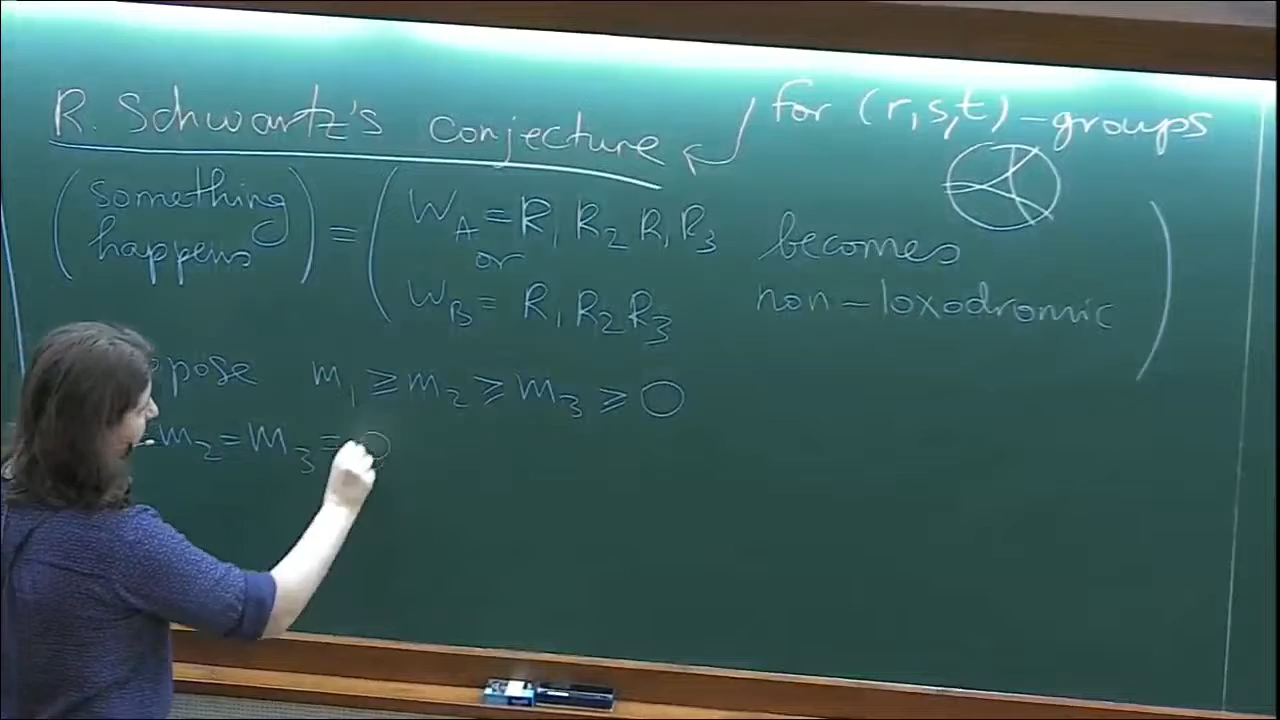 R. Schwartz's conjecture for (r,s,t)-groups
(something happens) = (W_A = R_1 R_2 R_1 R_3 or W_B = R_1 R_2 R_3 becomes non-loxodromic)
m_1 ≥ m_2 ≥ m_3 ≥ 0
=m_2=m_3=0